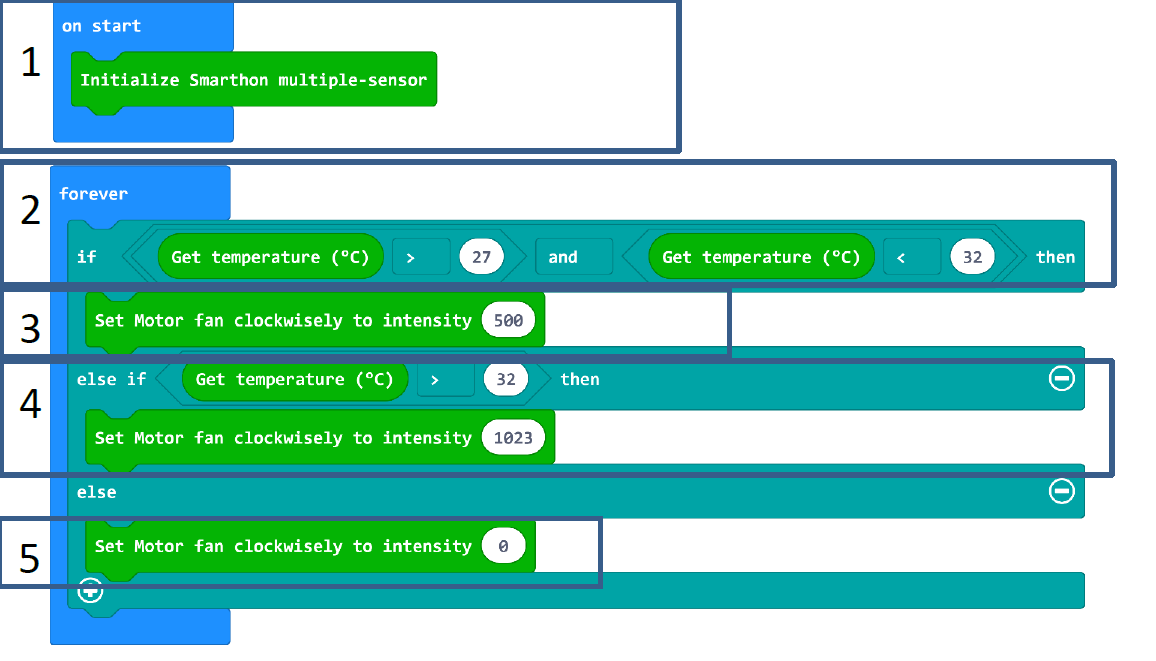 1
on start
Initialize Smarthon multiple-sensor
2
forever
if Get temperature (°C) > 27 and Get temperature (°C) < 32 then
3
Set Motor fan clockwisely to intensity 500
4
else if Get temperature (°C) > 32 then
Set Motor fan clockwisely to intensity 1023
else
5
Set Motor fan clockwisely to intensity 0